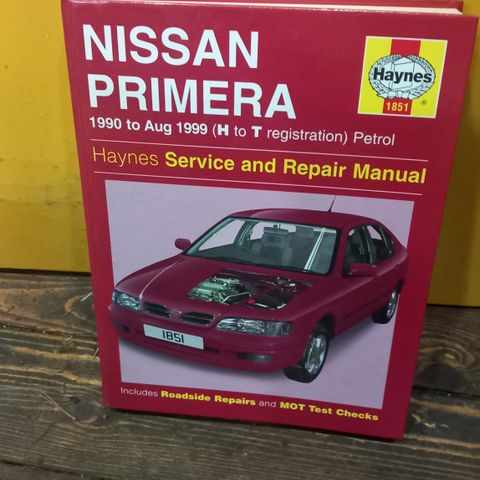 NISSAN
PRIMERA
Haynes
1851
®
1990 to Aug 1999 (H to T registration) Petrol
Haynes Service and Repair Manual
1851
Includes Roadside Repairs and MOT Test Checks